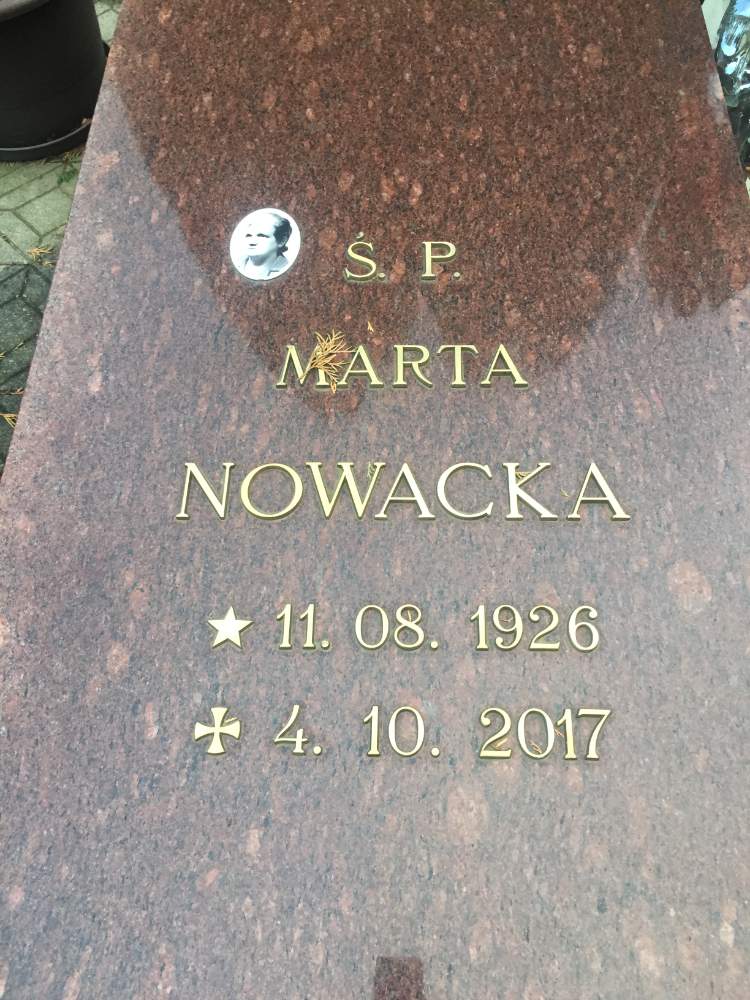 Ś. P.
MARTA
NOWACKA
11. 08. 1926
4. 10. 2017